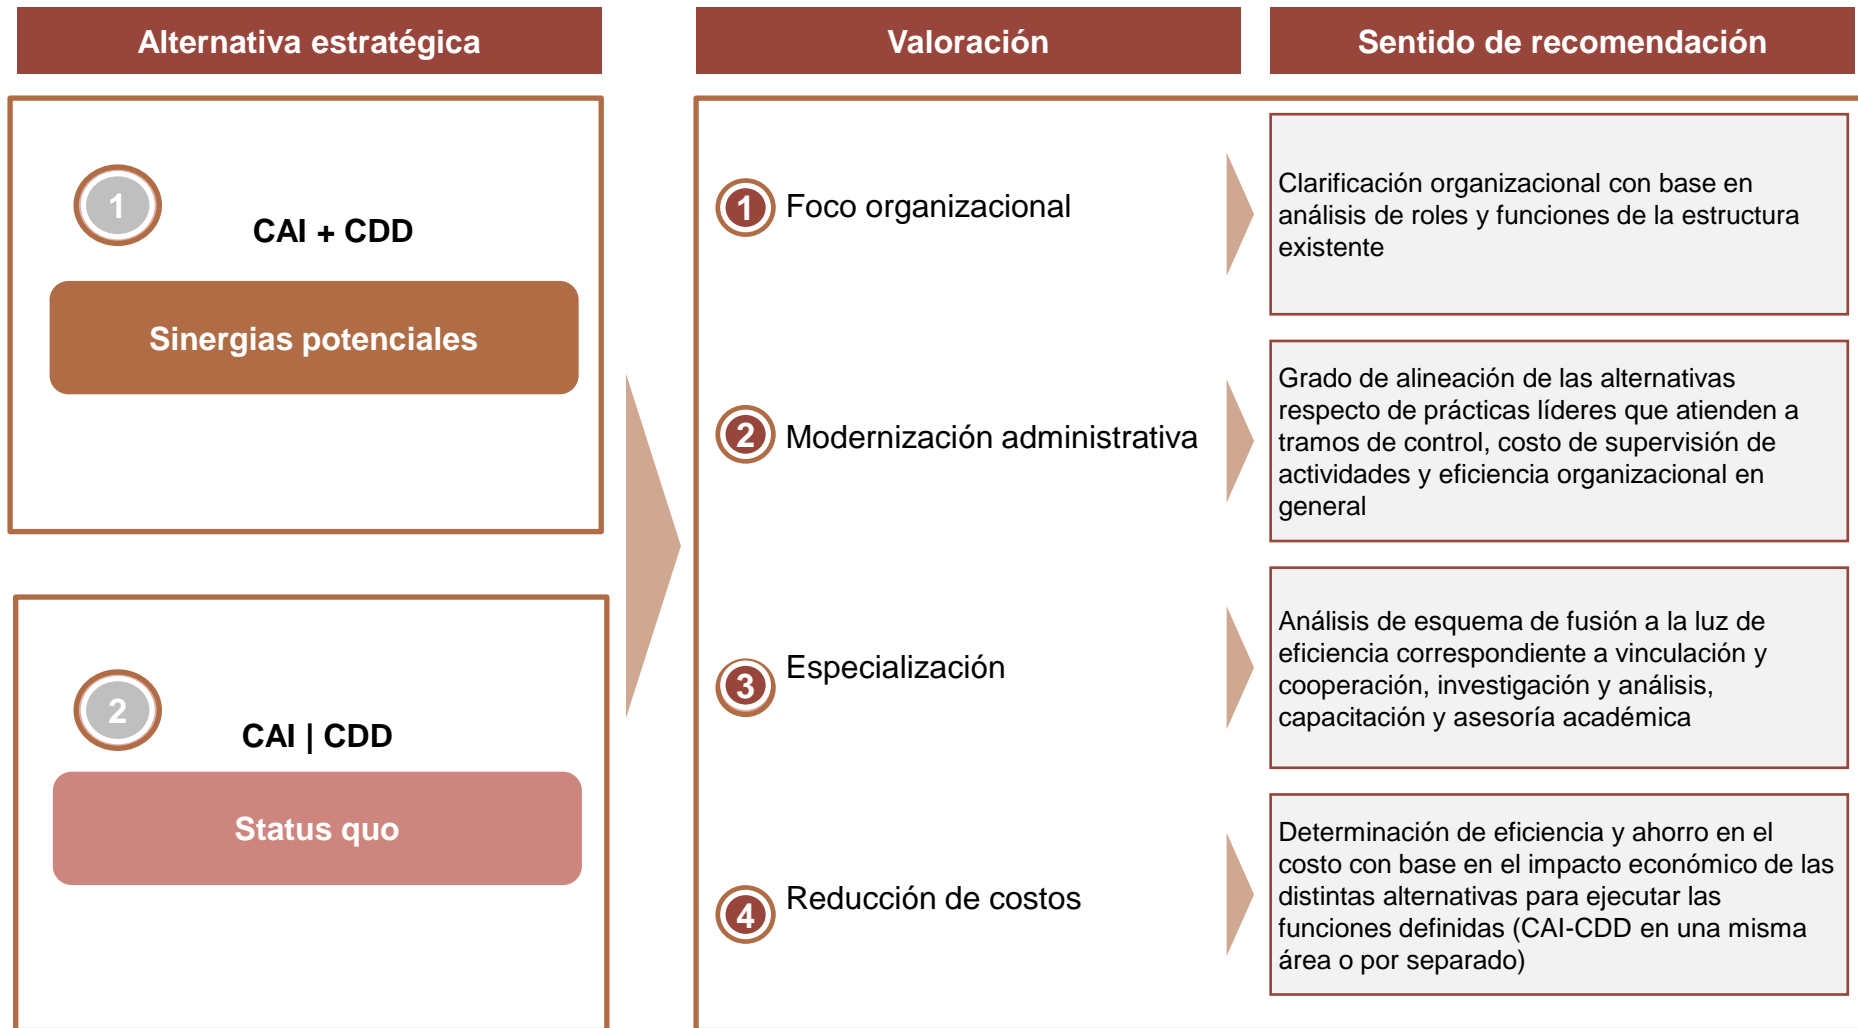 Alternativa estratégica
Valoración
Sentido de recomendación
1
CAI + CDD
Sinergias potenciales
2
CAI | CDD
Status quo
1
Foco organizacional
Clarificación organizacional con base en
análisis de roles y funciones de la estructura
existente
2
Modernización administrativa
Grado de alineación de las alternativas
respecto de prácticas líderes que atienden a
tramos de control, costo de supervisión de
actividades y eficiencia organizacional en
general
3
Especialización
Análisis de esquema de fusión a la luz de
eficiencia correspondiente a vinculación y
cooperación, investigación y análisis,
capacitación y asesoría académica
4
Reducción de costos
Determinación de eficiencia y ahorro en el
costo con base en el impacto económico de las
distintas alternativas para ejecutar las
funciones definidas (CAI-CDD en una misma
área o por separado)